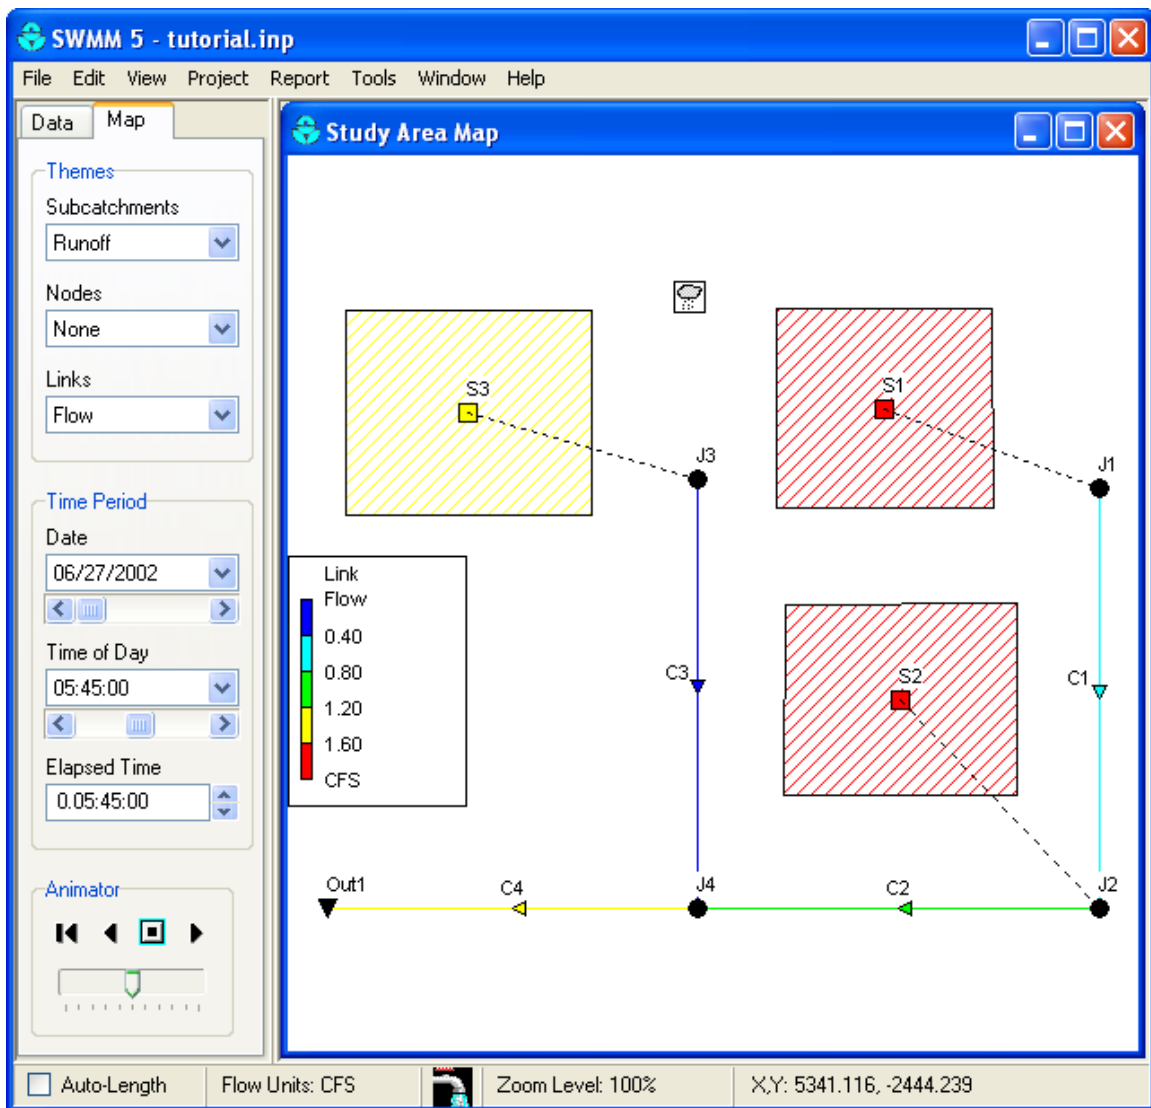 SWMM 5 - tutorial.inp
File Edit View Project Report Tools Window Help
Data Map
Themes
Subcatchments
Runoff
Nodes
None
Links
Flow
Time Period
Date
06/27/2002
Time of Day
05:45:00
Elapsed Time
0.05:45:00
Animator
Study Area Map
S3
S1
J3
J1
Link
Flow
0.40
0.80
1.20
1.60
CFS
C3
S2
C1
Out1
C4
J4
C2
J2
Auto-Length
Flow Units: CFS
Zoom Level: 100%
X,Y: 5341.116, -2444.239